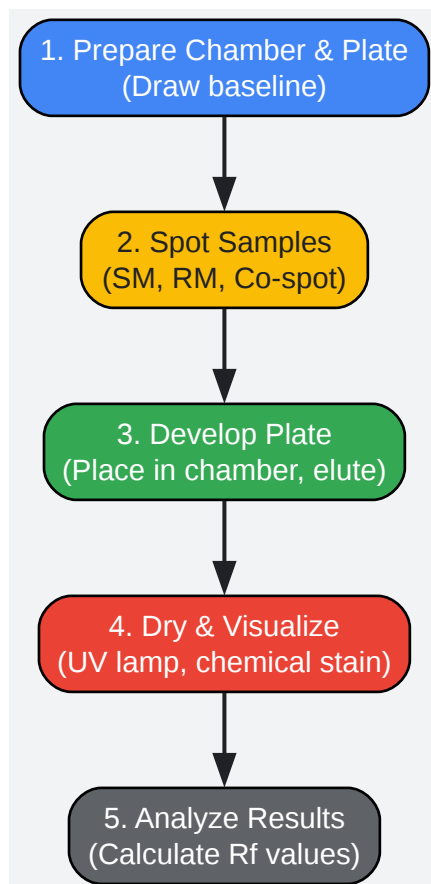 1. Prepare Chamber & Plate
(Draw baseline)
2. Spot Samples
(SM, RM, Co-spot)
3. Develop Plate
(Place in chamber, elute)
4. Dry & Visualize
(UV lamp, chemical stain)
5. Analyze Results
(Calculate Rf values)